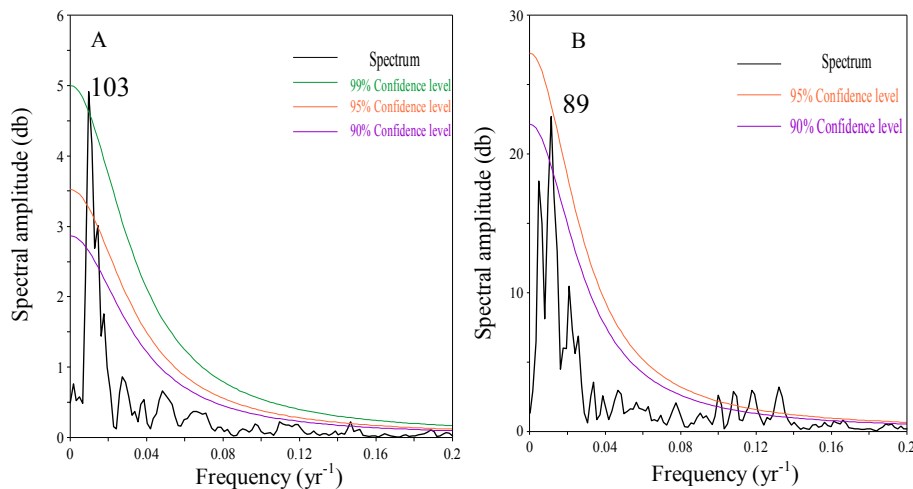 A
Spectrum
99% Confidence level
95% Confidence level
90% Confidence level
103
6
5
4
3
2
1
0
Spectral amplitude (db)
0 0.04 0.08 0.12 0.16 0.2
Frequency (yr-1)
B
Spectrum
95% Confidence level
90% Confidence level
89
30
20
10
0
Spectral amplitude (db)
0 0.04 0.08 0.12 0.16 0.2
Frequency (yr-1)